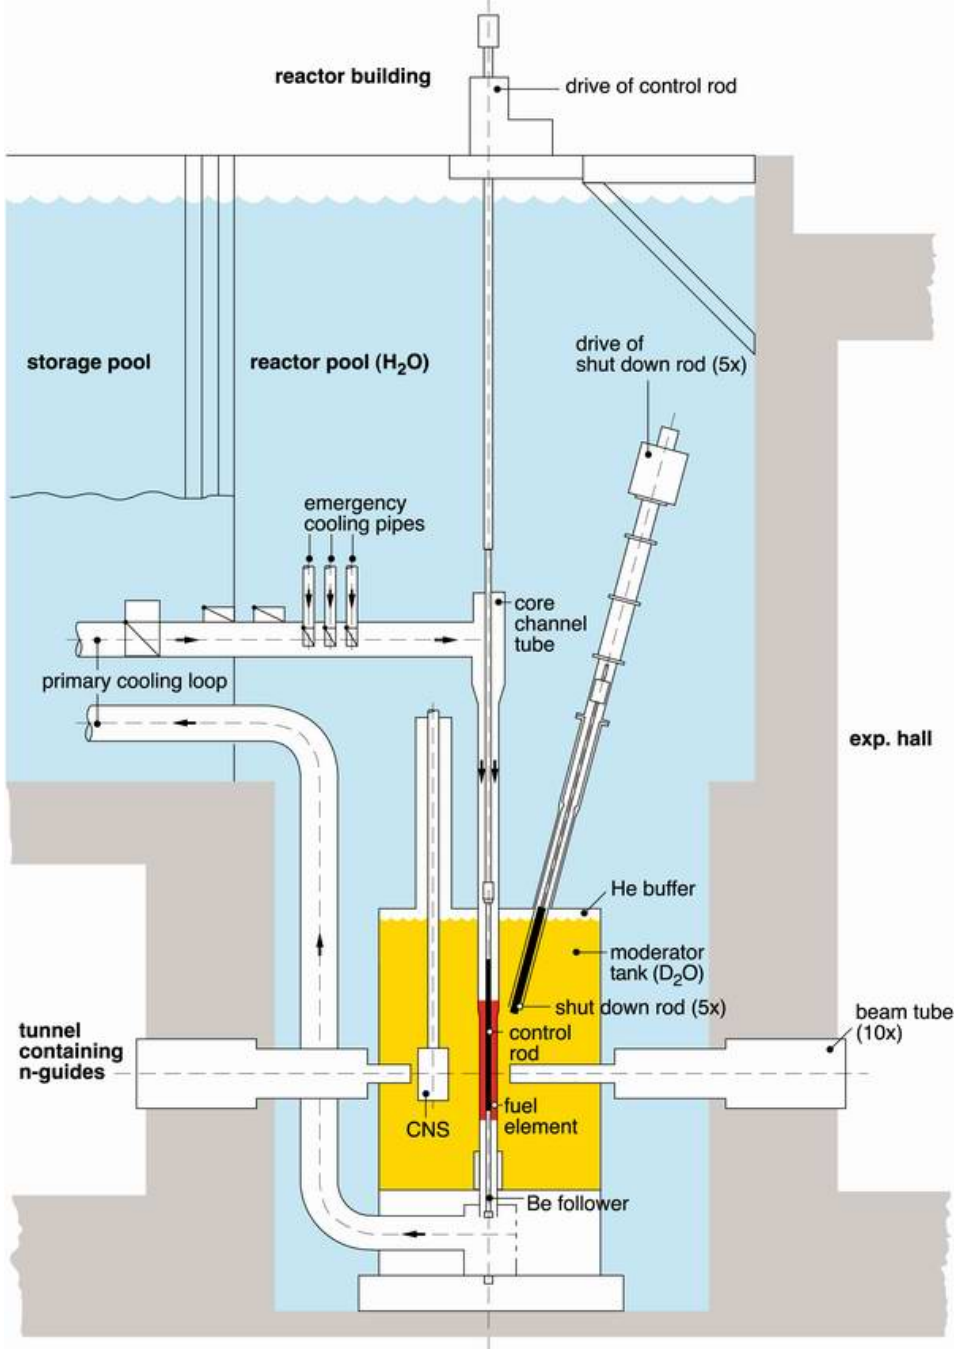 reactor building
drive of control rod
storage pool
reactor pool (H₂O)
drive of
shut down rod (5x)
emergency
cooling pipes
core
channel
tube
primary cooling loop
exp. hall
He buffer
moderator
tank (D₂O)
shut down rod (5x)
control
rod
beam tube
(10x)
tunnel
containing
n-guides
CNS
fuel
element
Be follower